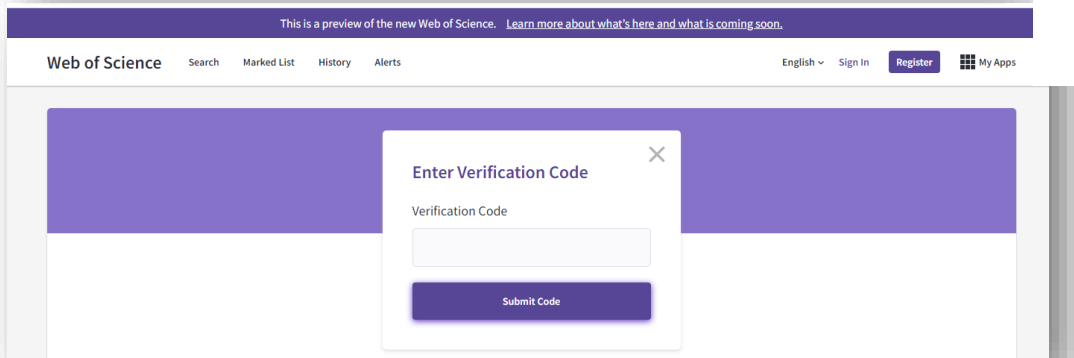 This is a preview of the new Web of Science. Learn more about what's here and what is coming soon.
Web of Science Search Marked List History Alerts English Sign In Register My Apps
Enter Verification Code
Verification Code
Submit Code